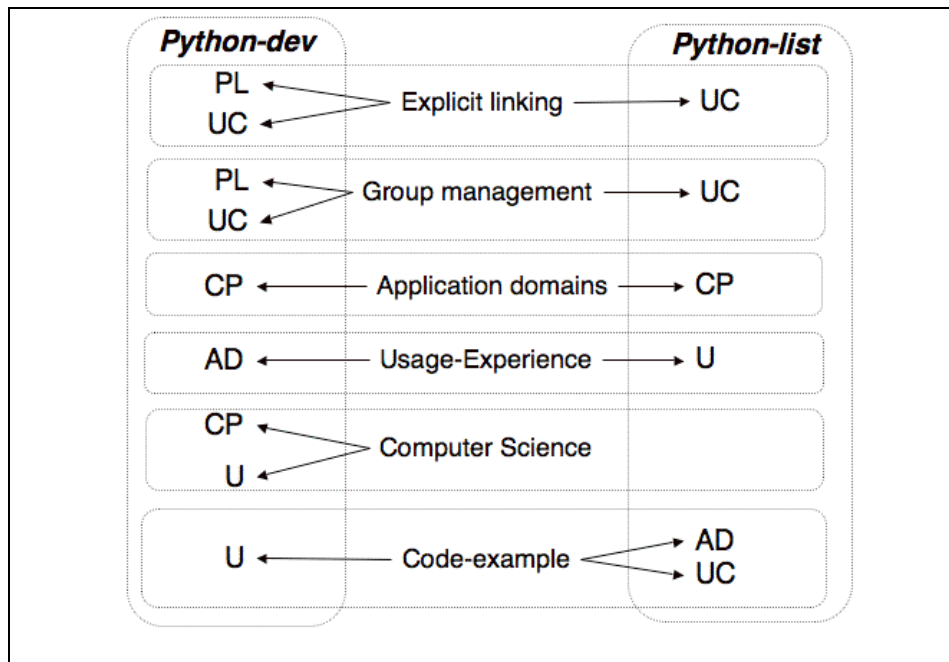 Python-dev
Python-list
PL
UC
Explicit linking
UC
PL
UC
Group management
UC
CP
Application domains
CP
AD
Usage-Experience
U
CP
U
Computer Science
U
Code-example
AD
UC